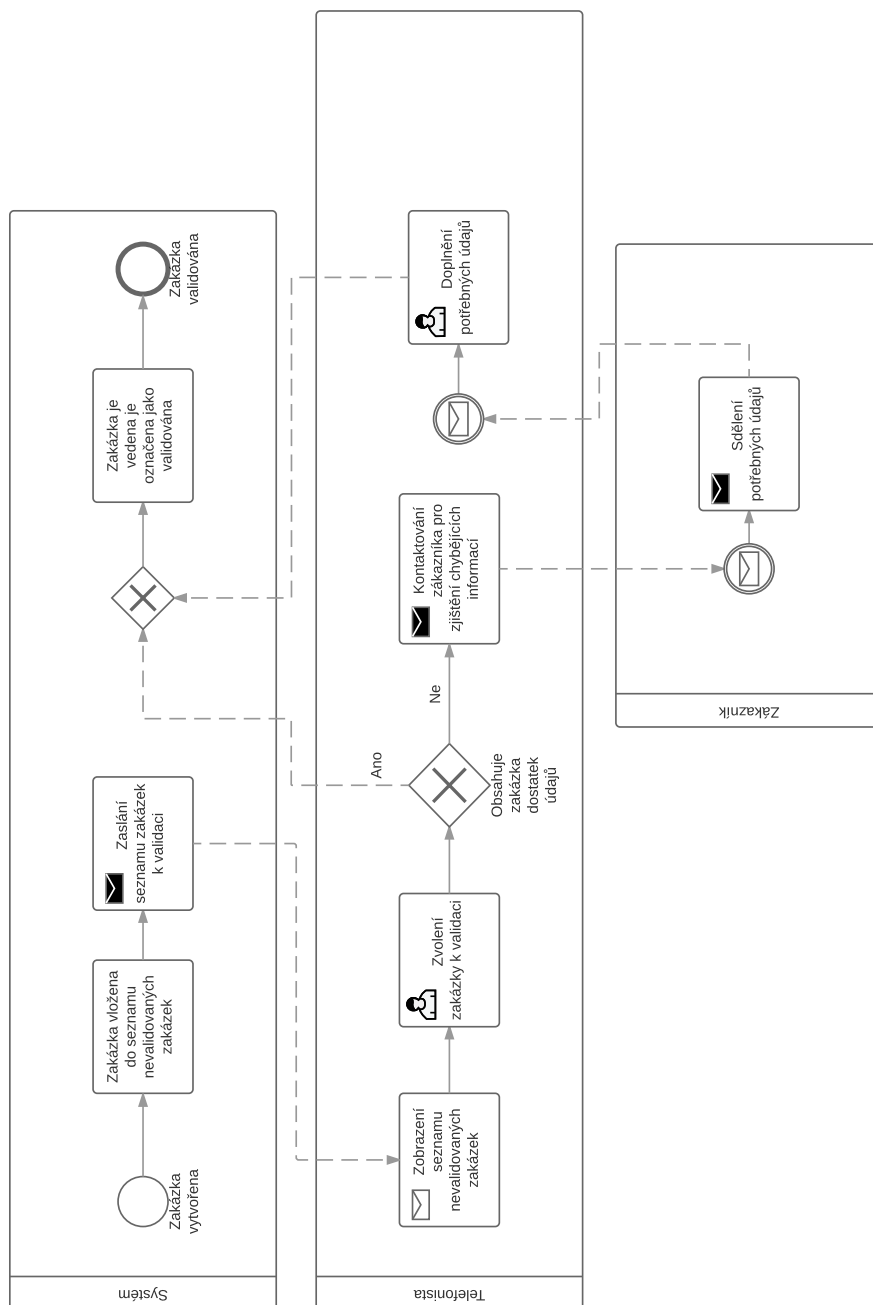 Systém
Zakázka
vytvořena
Zakázka vložena
do seznamu
nevalidovaných
zakázek
Zaslání
seznamu zakázek
k validaci
Zakázka je
vedena je
označena jako
validována
Zakázka
validována
Telefonista
Zobrazení
seznamu
nevalidovaných
zakázek
Zvolení
zakázky k validaci
Obsahuje
zakázka
dostatek
údajů
Ano
Ne
Kontaktování
zákazníka pro
zjištění chybějících
informací
Doplnění
potřebných údajů
Zákazník
Sdělení
potřebných údajů